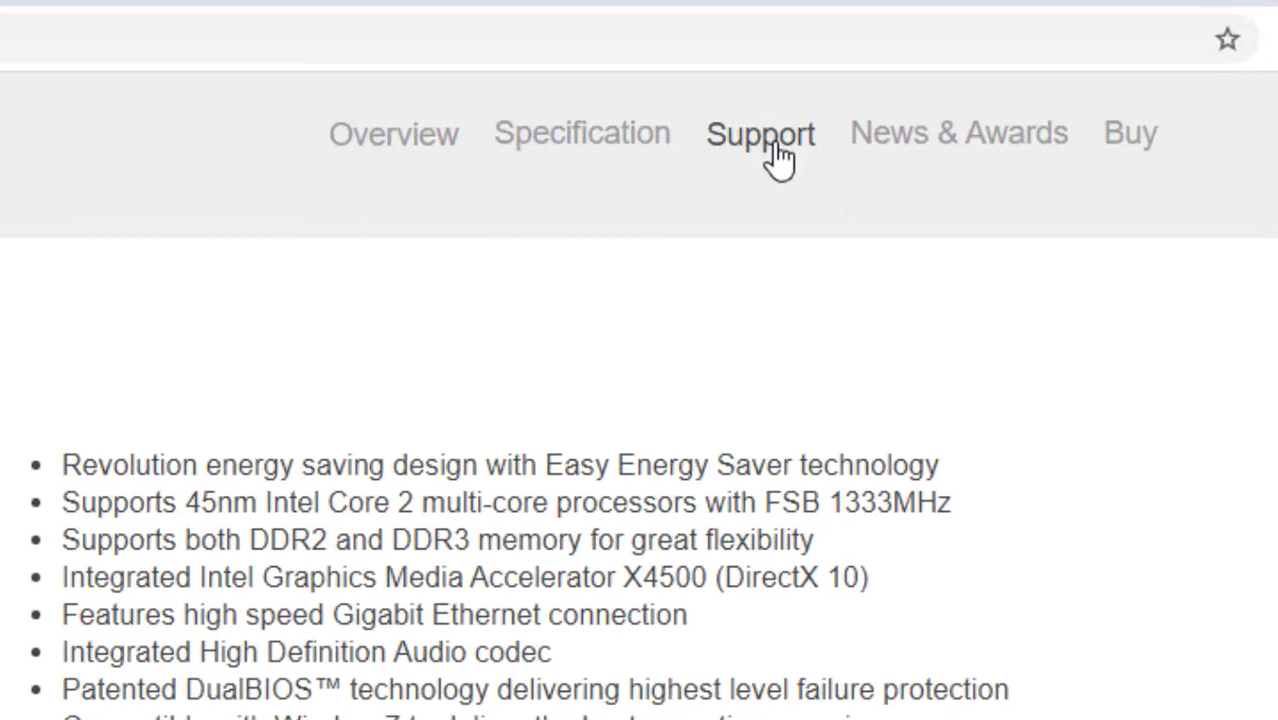 Overview Specification Support News & Awards Buy
• Revolution energy saving design with Easy Energy Saver technology
• Supports 45nm Intel Core 2 multi-core processors with FSB 1333MHz
• Supports both DDR2 and DDR3 memory for great flexibility
• Integrated Intel Graphics Media Accelerator X4500 (DirectX 10)
• Features high speed Gigabit Ethernet connection
• Integrated High Definition Audio codec
• Patented DualBIOS™ technology delivering highest level failure protection